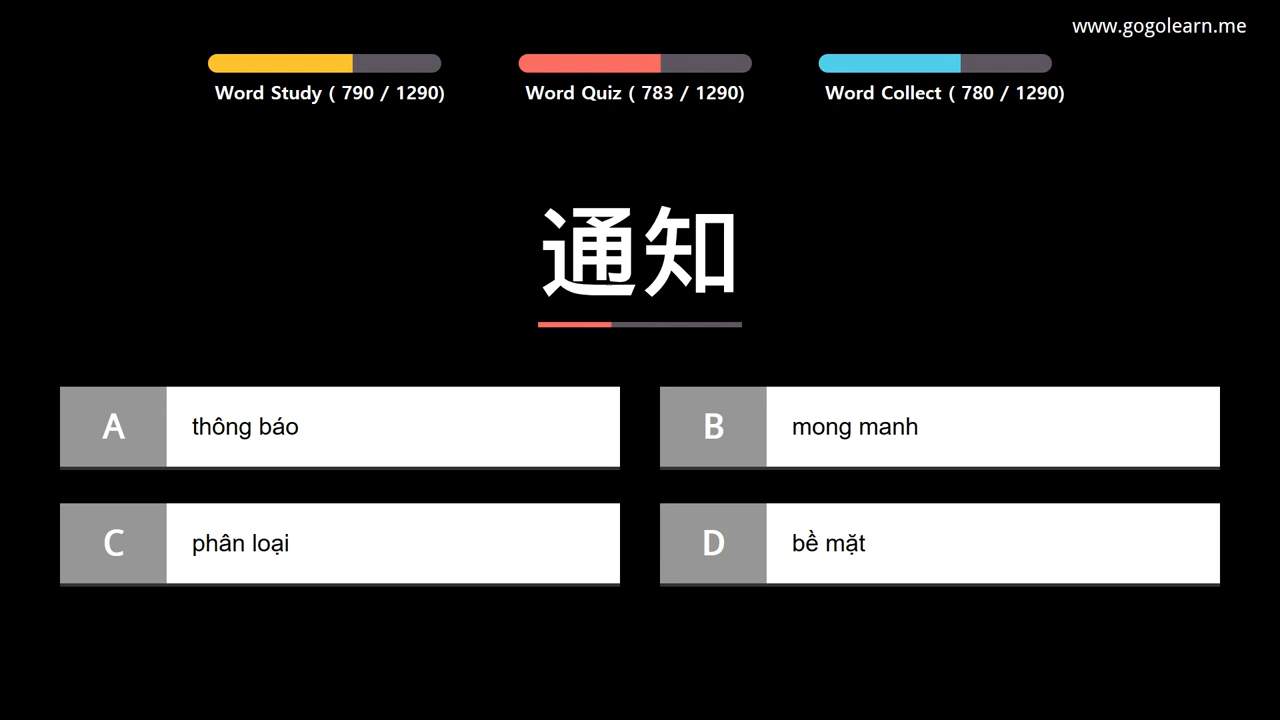 www.gogolearn.me
Word Study ( 790 / 1290)
Word Quiz ( 783 / 1290)
Word Collect ( 780 / 1290)
通知
A
thông báo
B
mong manh
C
phân loại
D
bề mặt